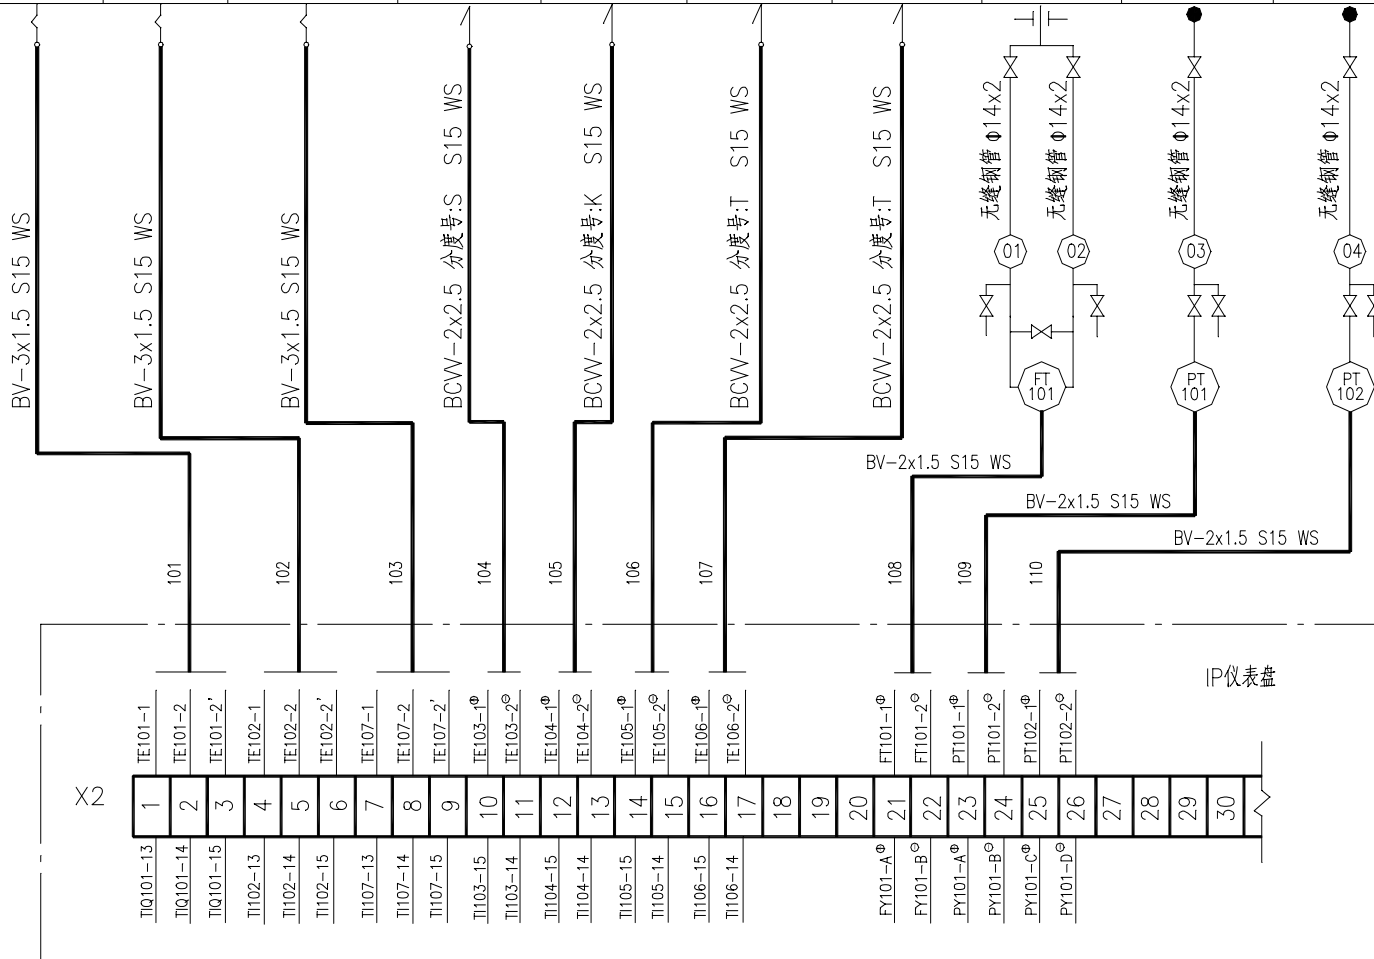 BV-3x1.5 S15 WS
BV-3x1.5 S15 WS
BV-3x1.5 S15 WS
BCVV-2x2.5 分度号:S S15 WS
BCVV-2x2.5 分度号:K S15 WS
BCVV-2x2.5 分度号:T S15 WS
BCVV-2x2.5 分度号:T S15 WS
无缝钢管 Φ14x2
无缝钢管 Φ14x2
无缝钢管 Φ14x2
无缝钢管 Φ14x2
01
02
03
04
FT
101
PT
101
PT
102
BV-2x1.5 S15 WS
BV-2x1.5 S15 WS
BV-2x1.5 S15 WS
101
102
103
104
105
106
107
108
109
110
IP仪表盘
TE101-1
TE101-2
TE101-2'
TE102-1
TE102-2
TE102-2'
TE107-1
TE107-2
TE107-2'
TE103-1⊕
TE103-2⊖
TE104-1⊕
TE104-2⊖
TE105-1⊕
TE105-2⊖
TE106-1⊕
TE106-2⊖
FT101-1⊕
FT101-2⊖
PT101-1⊕
PT101-2⊖
PT102-1⊕
PT102-2⊖
X2
1 2 3 4 5 6 7 8 9 10 11 12 13 14 15 16 17 18 19 20 21 22 23 24 25 26 27 28 29 30
TIQ101-13
TIQ101-14
TIQ101-15
TI102-13
TI102-14
TI102-15
TI107-13
TI107-14
TI107-15
TI103-15
TI103-14
TI104-15
TI104-14
TI105-15
TI105-14
TI106-15
TI106-14
FY101-A⊕
FY101-B⊖
PY101-A⊕
PY101-B⊖
PY101-C⊕
PY101-D⊖